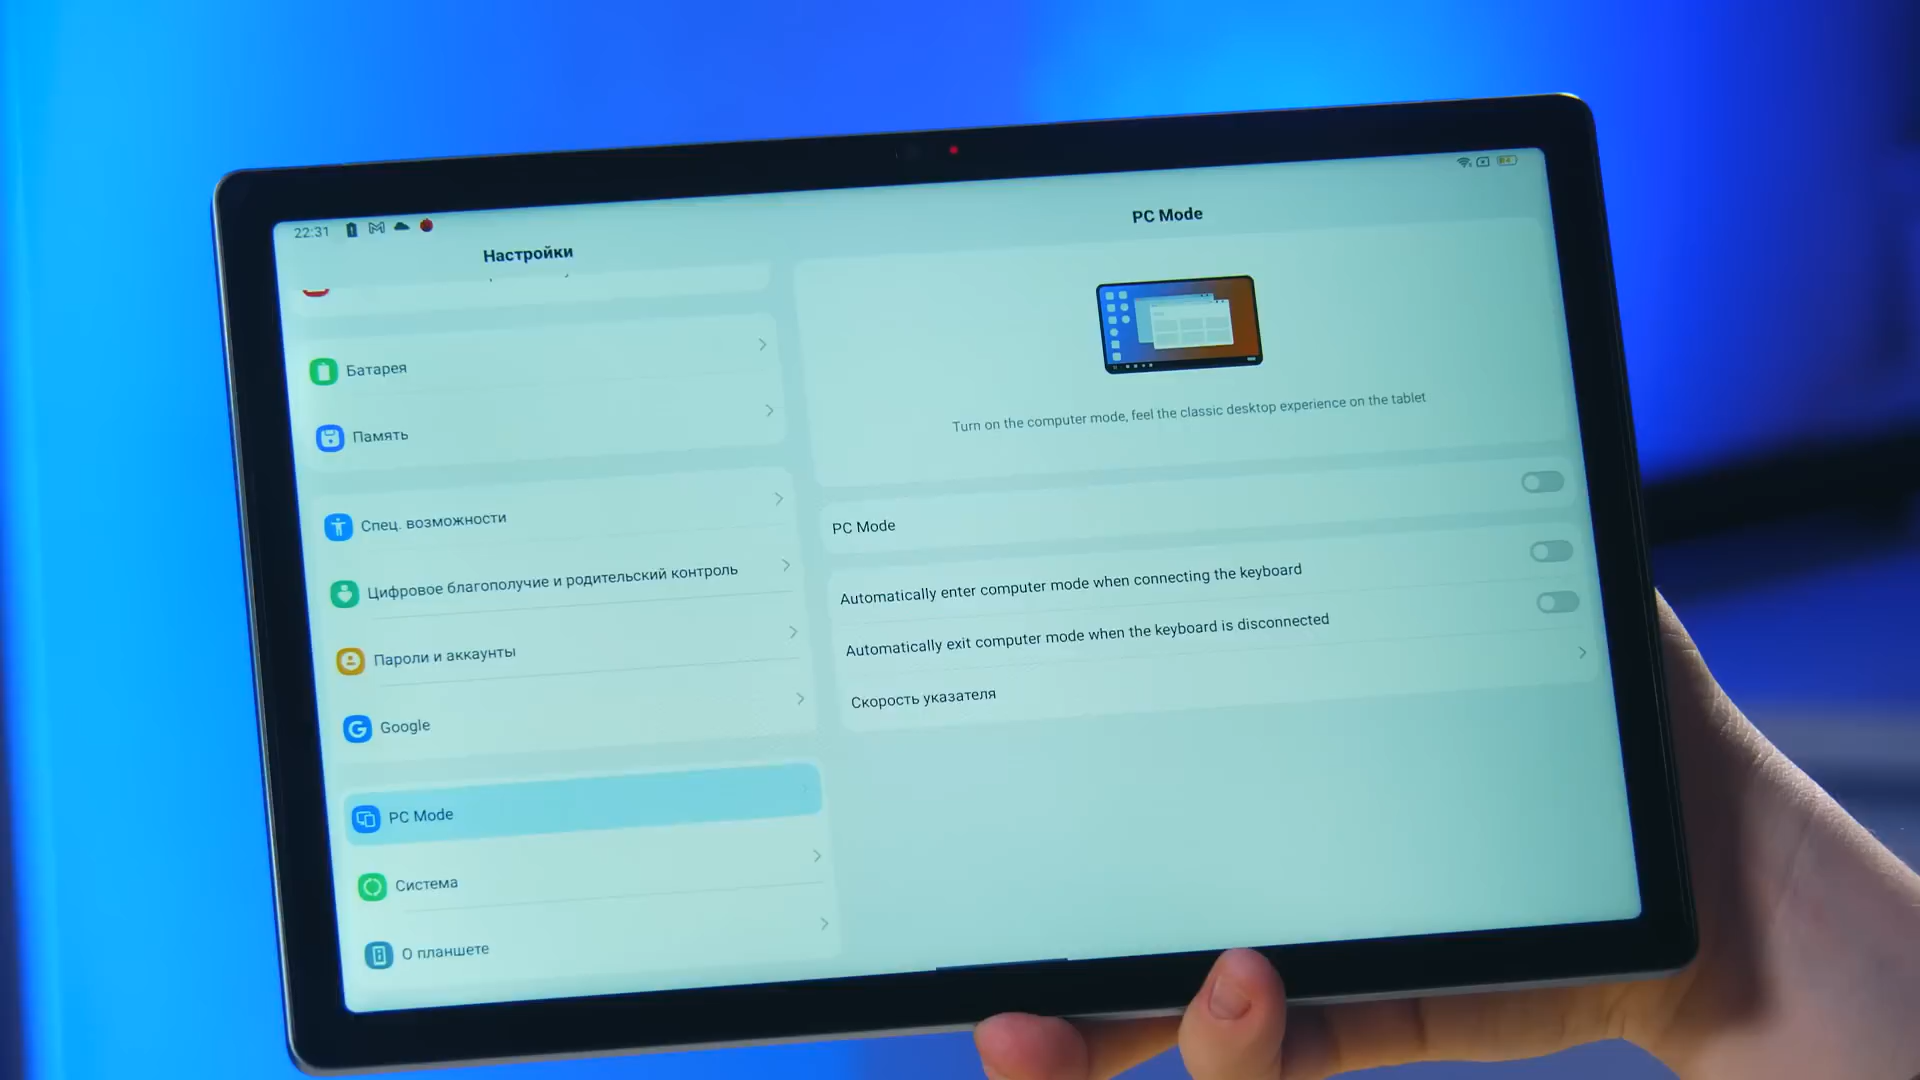 22:31
Настройки
Батарея
Память
Спец. возможности
Цифровое благополучие и родительский контроль
Пароли и аккаунты
Google
PC Mode
Система
О планшете
PC Mode
Turn on the computer mode, feel the classic desktop experience on the tablet
PC Mode
Automatically enter computer mode when connecting the keyboard
Automatically exit computer mode when the keyboard is disconnected
Скорость указателя